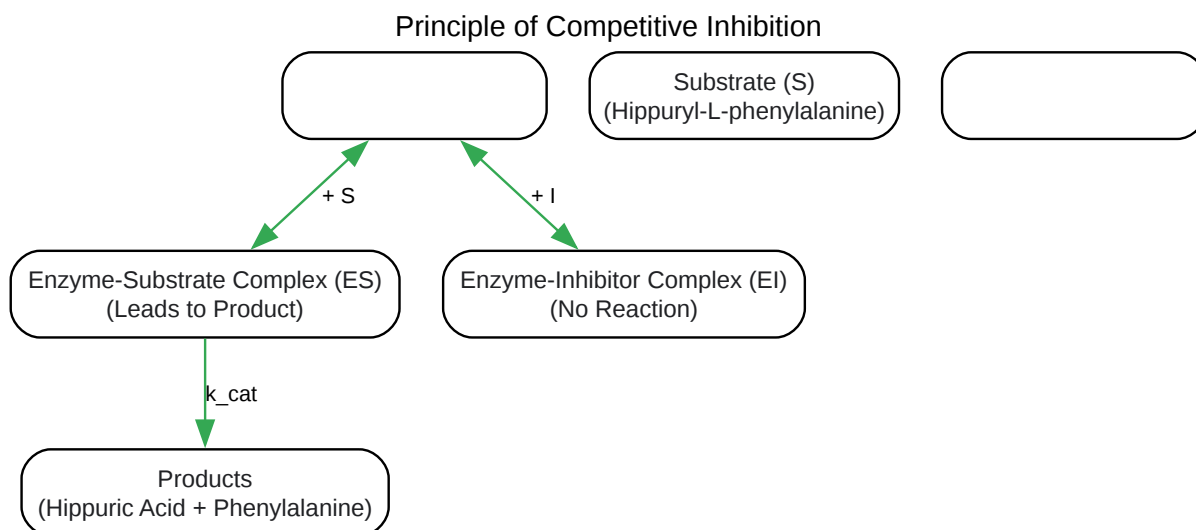 Principle of Competitive Inhibition
Substrate (S)
(Hippuryl-L-phenylalanine)
+ S
+ I
Enzyme-Substrate Complex (ES)
(Leads to Product)
Enzyme-Inhibitor Complex (EI)
(No Reaction)
k_cat
Products
(Hippuric Acid + Phenylalanine)